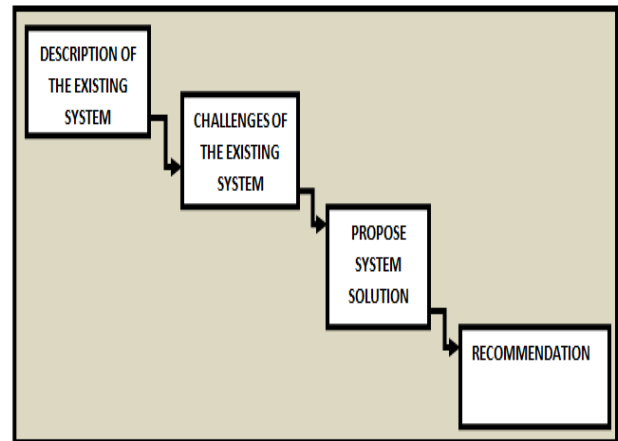 DESCRIPTION OF
THE EXISTING
SYSTEM
CHALLENGES OF
THE EXISTING
SYSTEM
PROPOSE
SYSTEM
SOLUTION
RECOMMENDATION